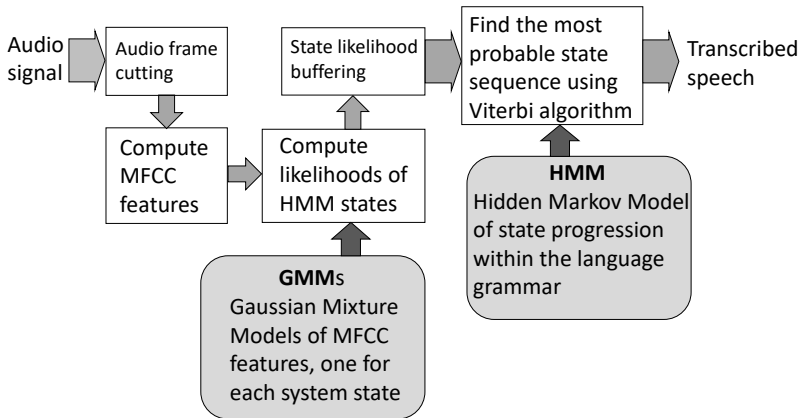 Audio
signal
Audio frame
cutting
Compute
MFCC
features
Compute
likelihoods of
HMM states
State likelihood
buffering
Find the most
probable state
sequence using
Viterbi algorithm
Transcribed
speech
GMMs
Gaussian Mixture
Models of MFCC
features, one for
each system state
HMM
Hidden Markov Model
of state progression
within the language
grammar